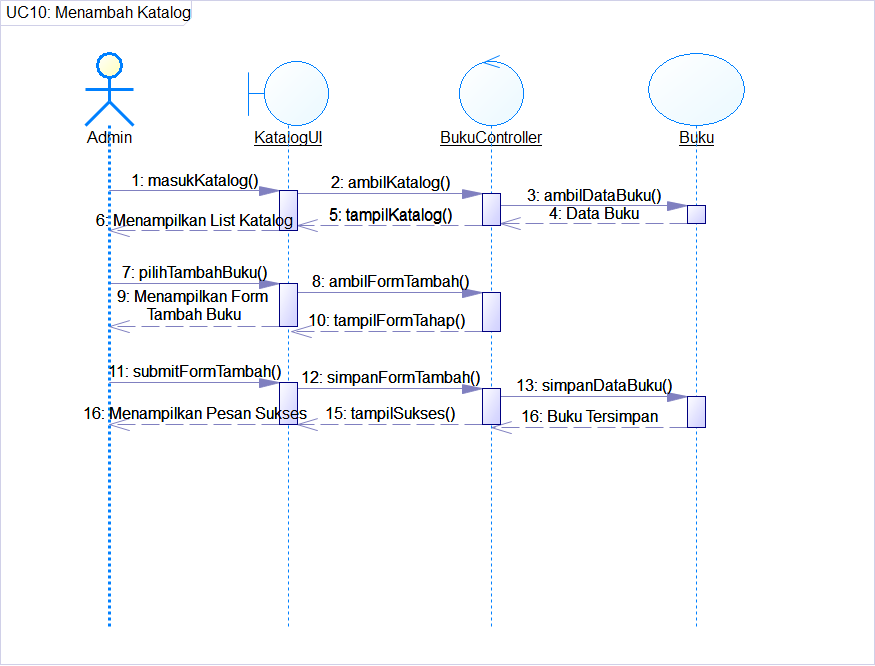 UC10: Menambah Katalog
Admin
KatalogUI
BukuController
Buku
1: masukKatalog()
2: ambilKatalog()
3: ambilDataBuku()
4: Data Buku
5: tampilKatalog()
6: Menampilkan List Katalog
7: pilihTambahBuku()
8: ambilFormTambah()
9: Menampilkan Form
Tambah Buku
10: tampilFormTahap()
11: submitFormTambah()
12: simpanFormTambah()
13: simpanDataBuku()
16: Menampilkan Pesan Sukses
15: tampilSukses()
16: Buku Tersimpan